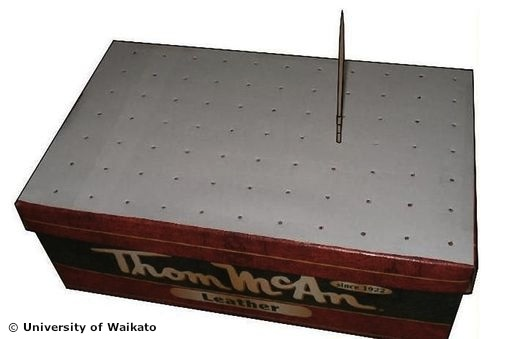 Thom McAn
since 1922
Leather
© University of Waikato